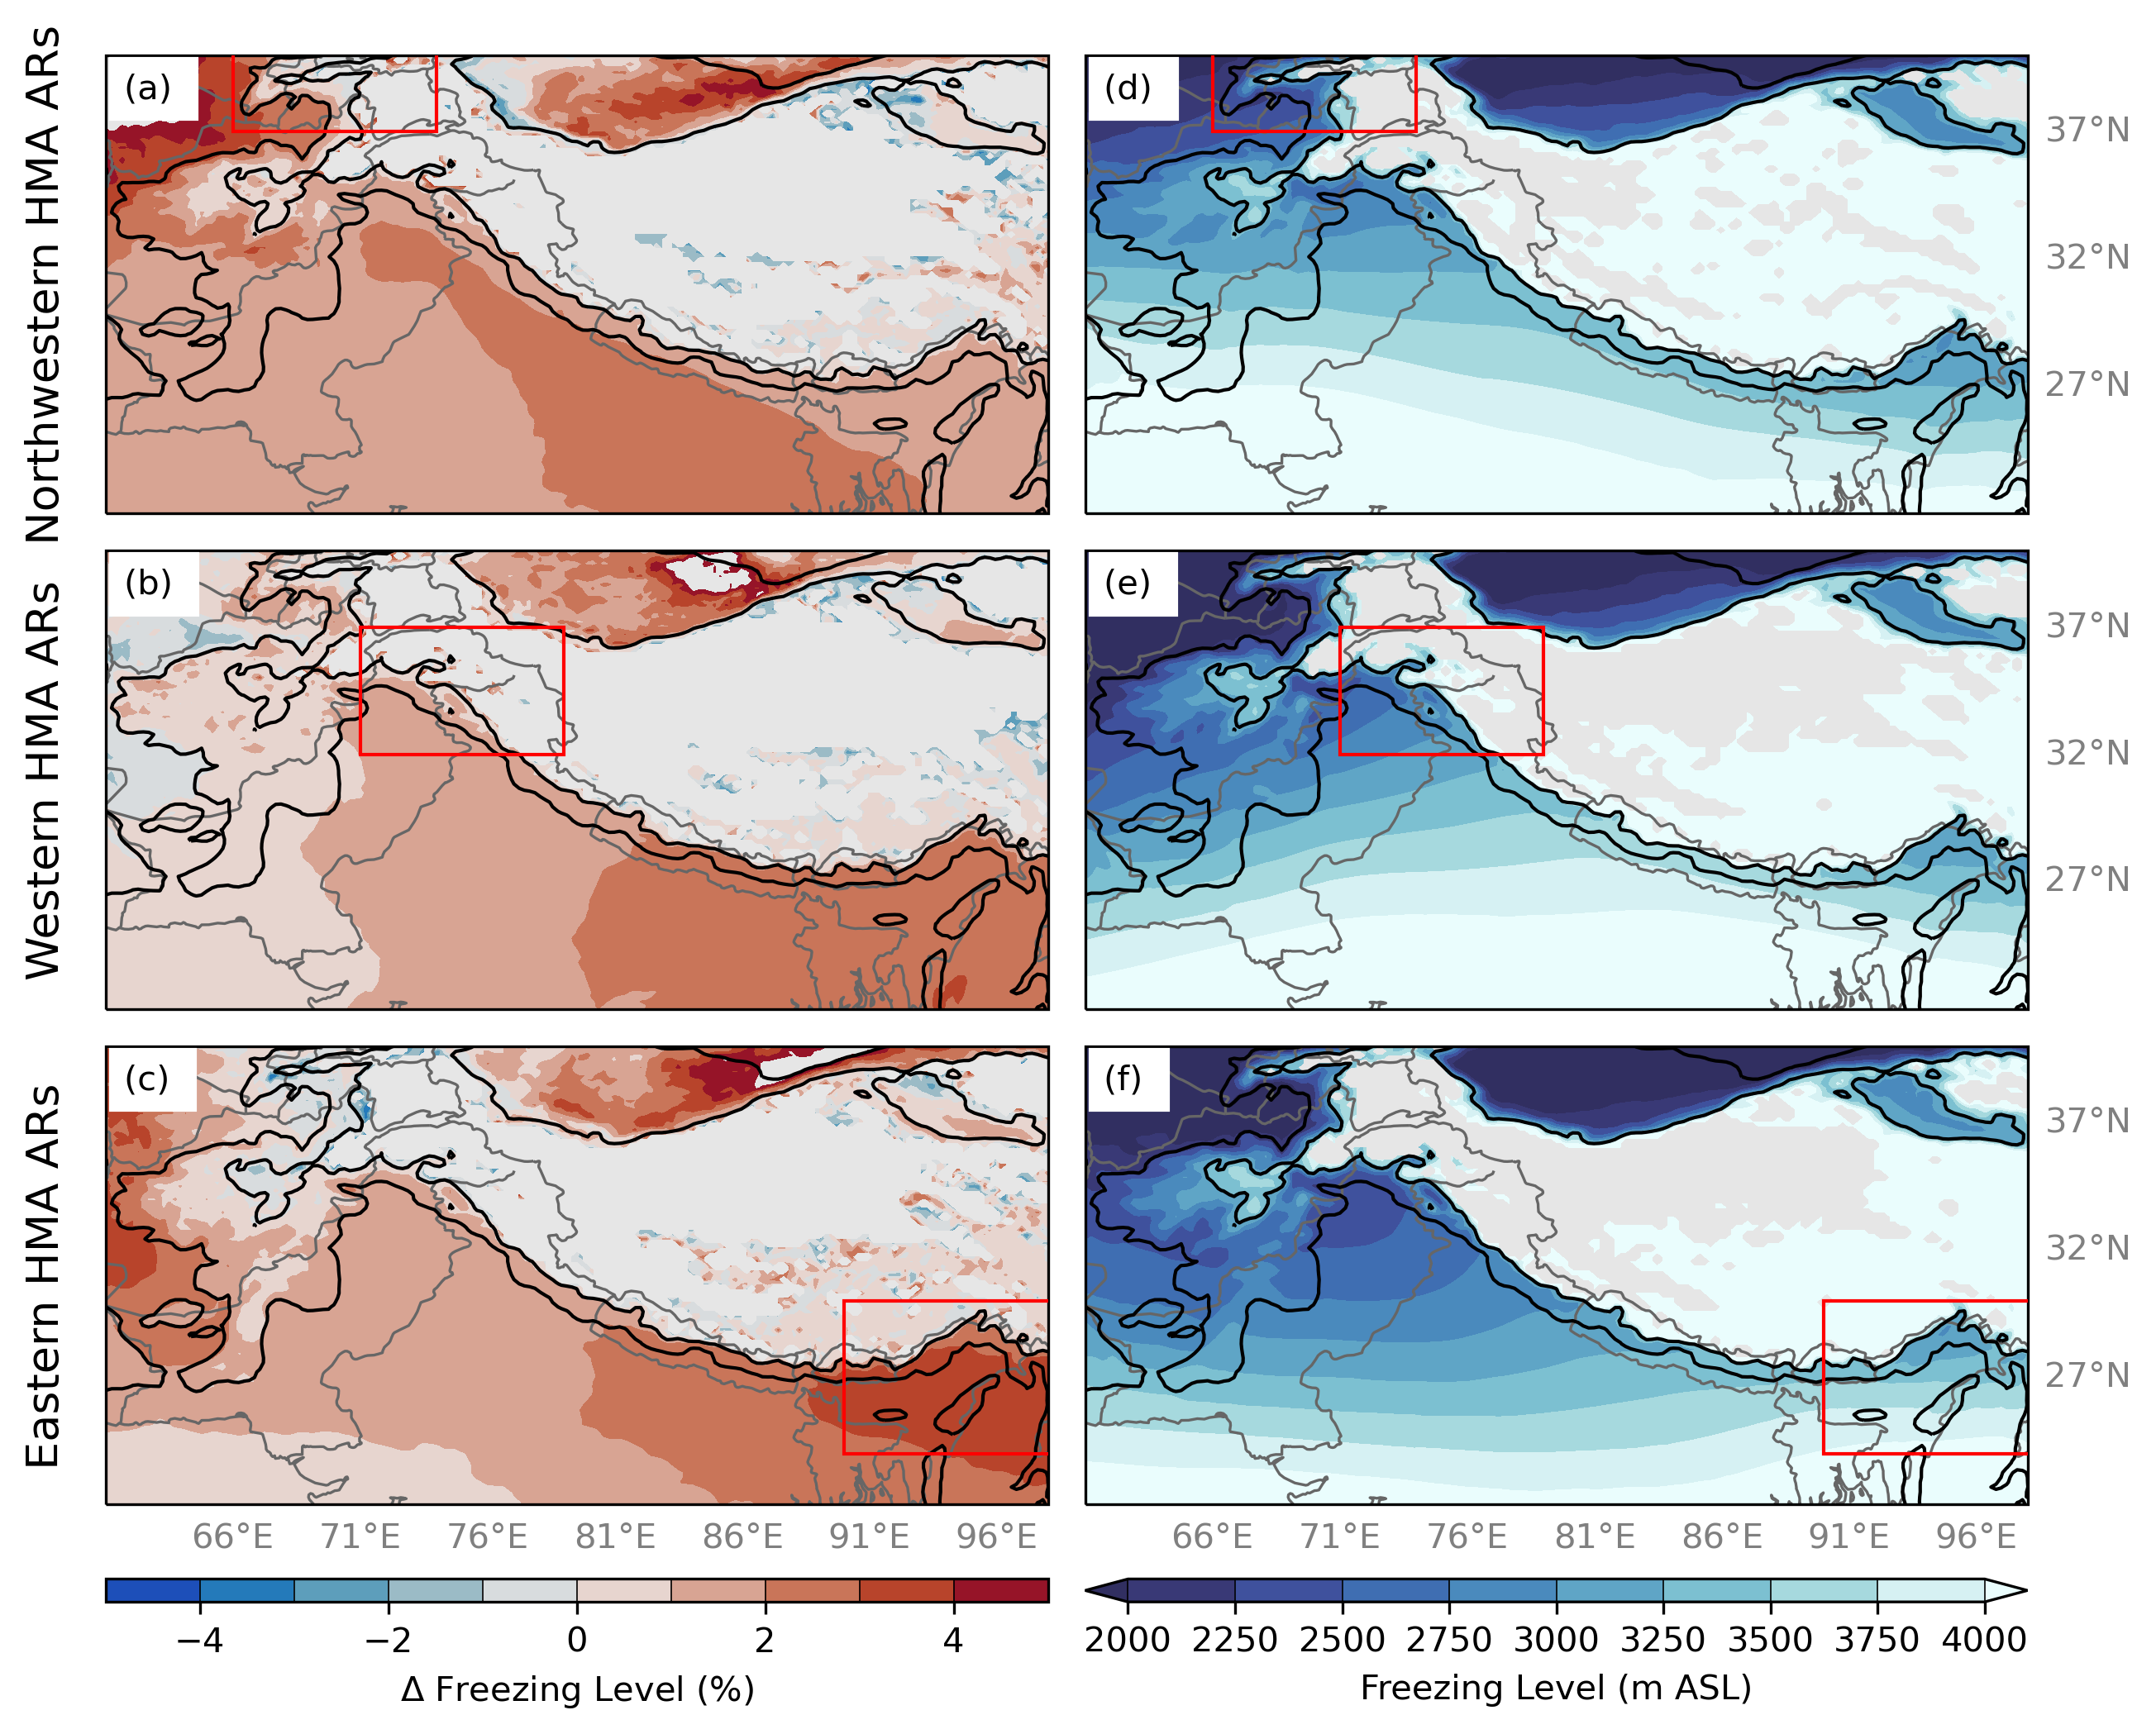 Northwestern HMA ARs
(a)
(d)
37°N
32°N
27°N
Western HMA ARs
(b)
(e)
37°N
32°N
27°N
Eastern HMA ARs
(c)
(f)
37°N
32°N
27°N
66°E 71°E 76°E 81°E 86°E 91°E 96°E
66°E 71°E 76°E 81°E 86°E 91°E 96°E
−4 −2 0 2 4
Δ Freezing Level (%)
2000 2250 2500 2750 3000 3250 3500 3750 4000
Freezing Level (m ASL)